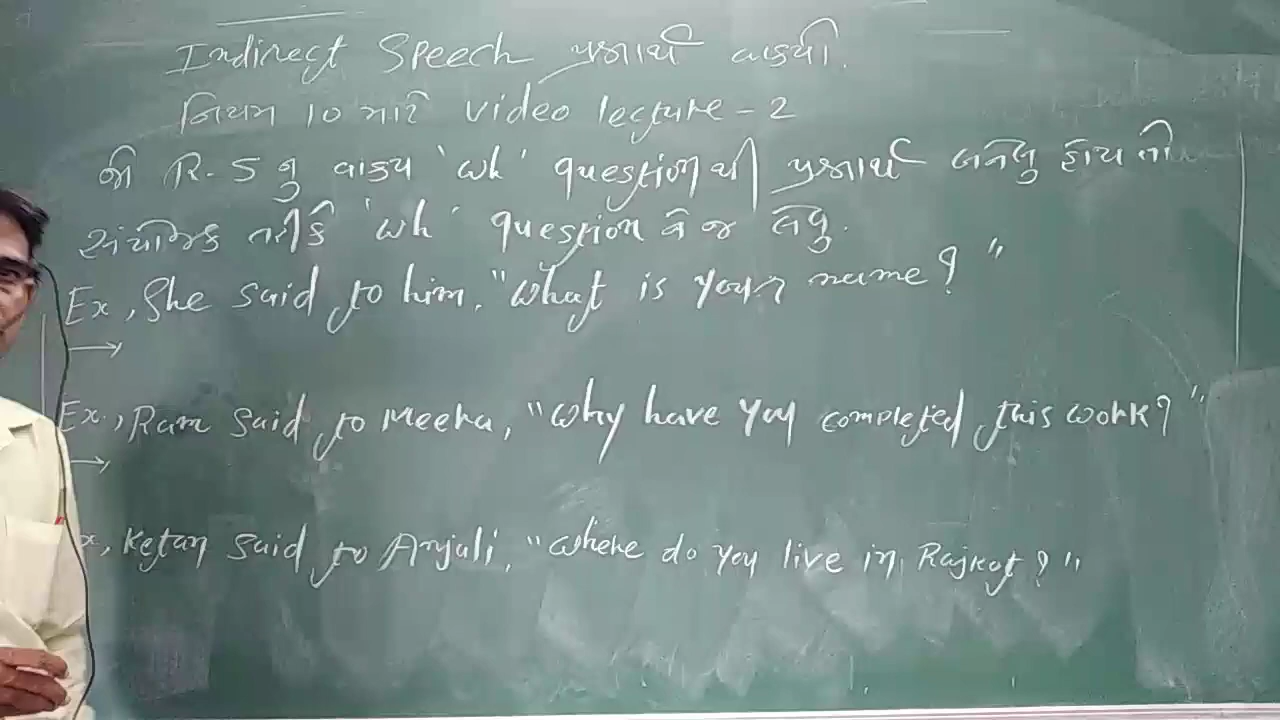 Indirect Speech પ્રશ્નાર્થ વાક્યો.
નિયમ 10 માટે video lecture - 2
જો R.S નુ વાક્ય 'wh' question થી પ્રશ્નાર્થ બનેલુ હોય તો
સંયોજક તરીકે 'wh' question ને જ લેવુ.
Ex, She said to him, "What is your name?"
→
Ex., Ram said to Meena, "Why have you completed this work?"
→
x, Ketan said to Anjali, "Where do you live in Rajkot?"